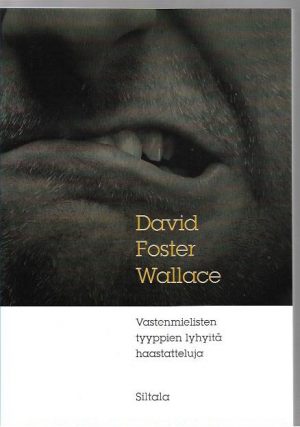 David
Foster
Wallace
Vastenmielisten
tyyppien lyhyitä
haastatteluja
Siltala